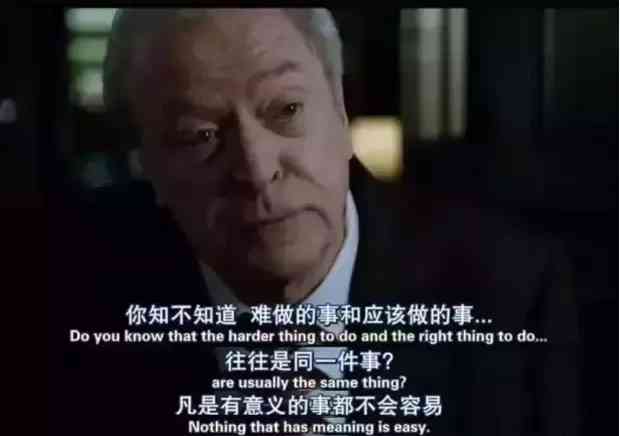 你知不知道 难做的事和应该做的事...
Do you know that the harder thing to do and the right thing to do...
往往是同一件事?
are usually the same thing?
凡是有意义的事都不会容易
Nothing that has meaning is easy.